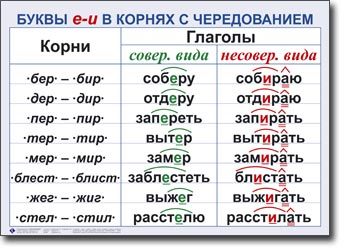 БУКВЫ е-и В КОРНЯХ С ЧЕРЕДОВАНИЕМ
Корни Глаголы
совер. вида несовер. вида
·бер· – ·бир· соберу собираю
·дер· – ·дир· отдеру отдираю
·пер· – ·пир· запереть запирать
·тер· – ·тир· вытер вытирать
·мер· – ·мир· замер замирать
·блест· – ·блист· заблестеть блистать
·жег· – ·жиг· выжег выжигать
·стел· – ·стил· расстелю расстилать